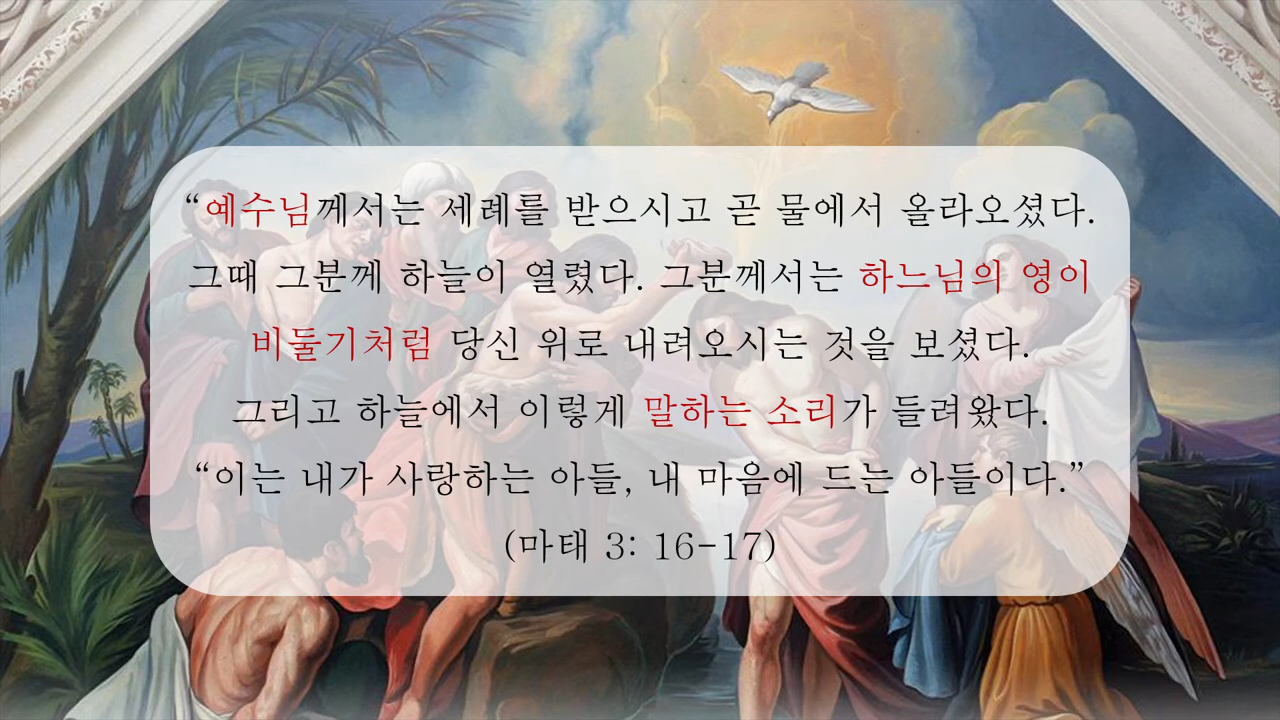 “예수님께서는 세례를 받으시고 곧 물에서 올라오셨다.
그때 그분께 하늘이 열렸다. 그분께서는 하느님의 영이
비둘기처럼 당신 위로 내려오시는 것을 보셨다.
그리고 하늘에서 이렇게 말하는 소리가 들려왔다.
“이는 내가 사랑하는 아들, 내 마음에 드는 아들이다.”
(마태 3: 16-17)